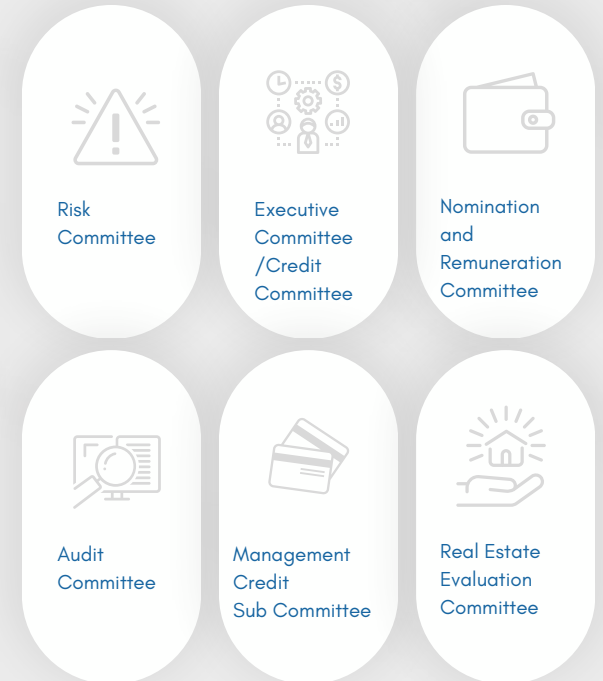 Risk
Committee
Executive
Committee
/Credit
Committee
Nomination
and
Remuneration
Committee
Audit
Committee
Management
Credit
Sub Committee
Real Estate
Evaluation
Committee